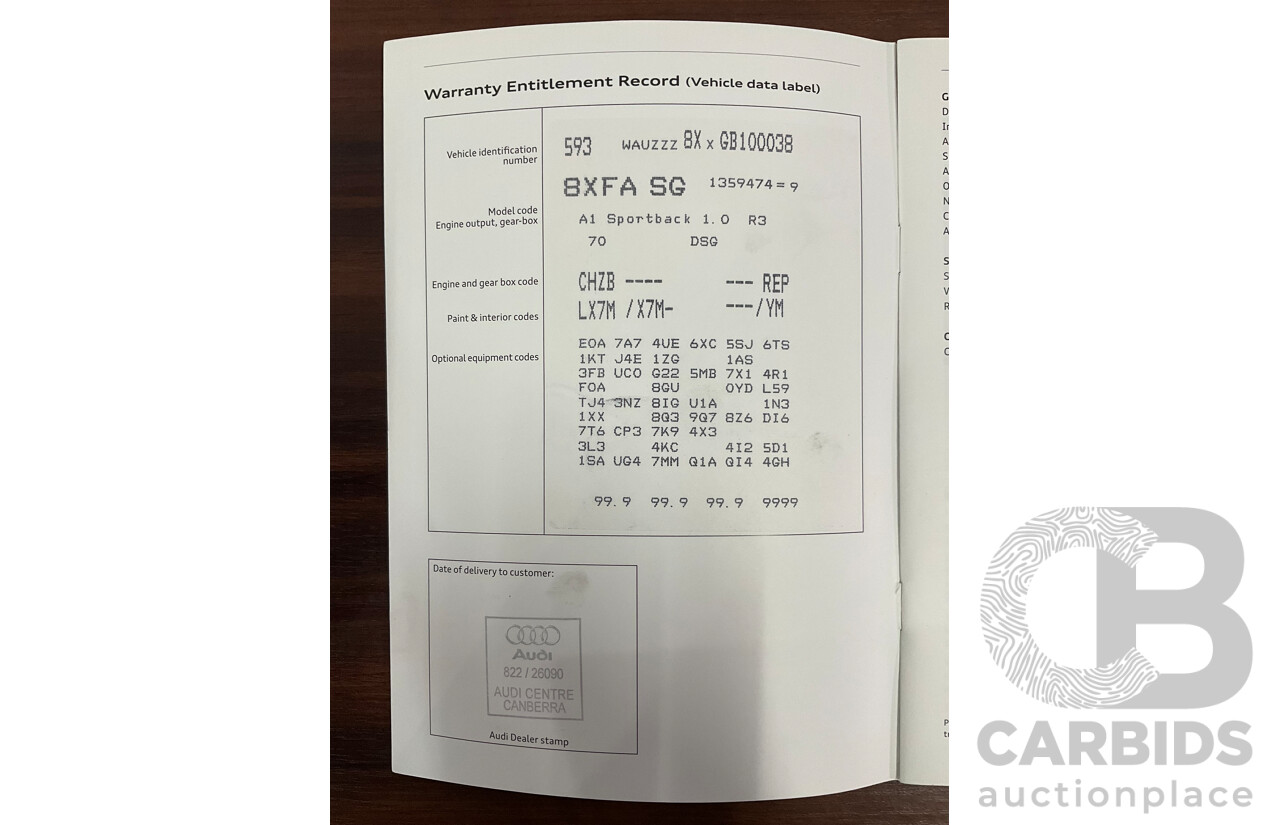 Warranty Entitlement Record (Vehicle data label)
Vehicle identification
number
593 WAUZZZ 8X x GB100038
8XFA SG 1359474= 9
Model code
Engine output, gear-box
A1 Sportback 1.0 R3
70 DSG
Engine and gear box code
CHZB ---- --- REP
Paint & interior codes
LX7M /X7M- ---/YM
Optional equipment codes
E0A 7A7 4UE 6XC 5SJ 6TS
1KT J4E 1ZG 1AS
3FB UC0 G22 5MB 7X1 4R1
F0A 8GU 0YD L59
TJ4 3NZ 8IG U1A 1N3
1XX 8Q3 9Q7 8Z6 DI6
7T6 CP3 7K9 4X3
3L3 4KC 4I2 5D1
1SA UG4 7MM Q1A QI4 4GH
99.9 99.9 99.9 9999
Date of delivery to customer:
Audi
822 / 26090
AUDI CENTRE
CANBERRA
Audi Dealer stamp
G
D
A
S
A
O
N
C
A
S
S
V
R
C
C
P
CB
CARBIDS
auctionplace